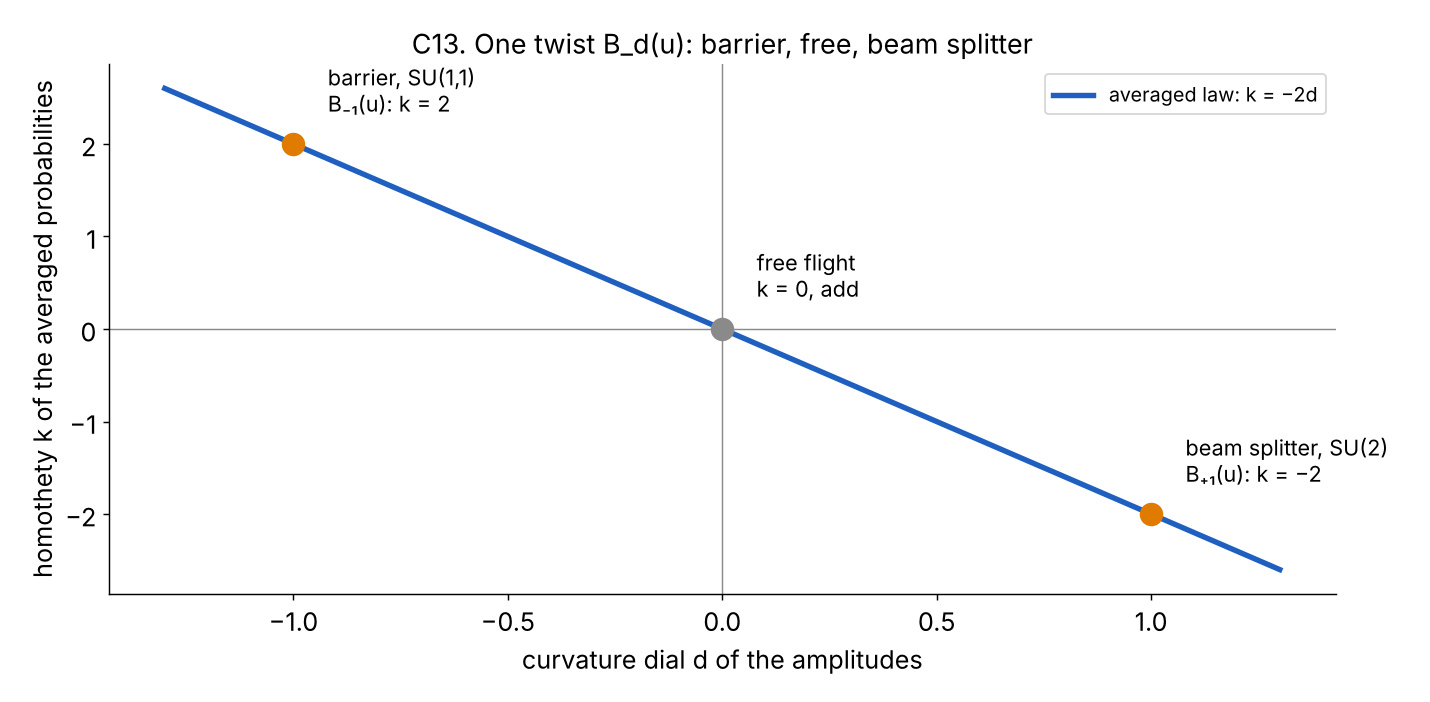 C13. One twist B_d(u): barrier, free, beam splitter
barrier, SU(1,1)
B₋₁(u): k = 2
averaged law: k = −2d
free flight
k = 0, add
beam splitter, SU(2)
B₊₁(u): k = −2
homothety k of the averaged probabilities
2
1
0
−1
−2
−1.0
−0.5
0.0
0.5
1.0
curvature dial d of the amplitudes